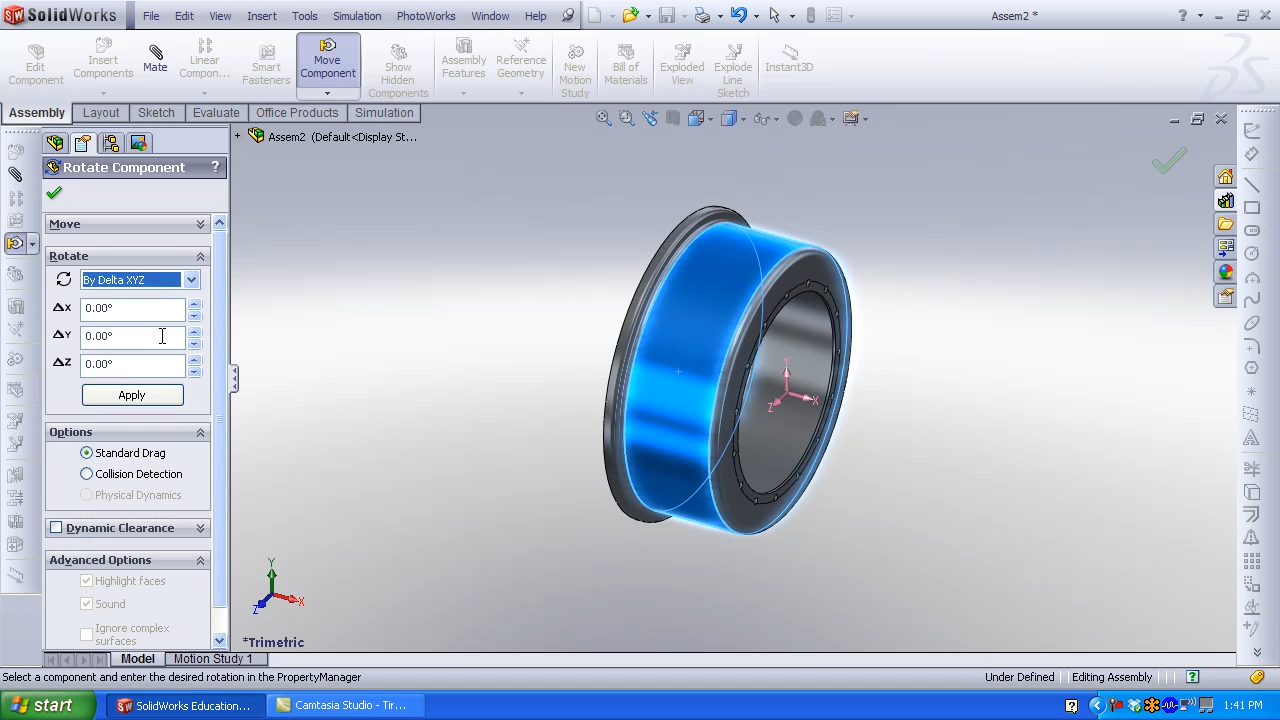 SolidWorks File Edit View Insert Tools Simulation PhotoWorks Window Help Assem2 * ?
Edit Component
Insert Components
Mate
Linear Compon...
Smart Fasteners
Move Component
Show Hidden Components
Assembly Features
Reference Geometry
New Motion Study
Bill of Materials
Exploded View
Explode Line Sketch
Instant3D
Assembly Layout Sketch Evaluate Office Products Simulation
Assem2 (Default<Display St...
Rotate Component ?
Move
Rotate
By Delta XYZ
ΔX 0.00°
ΔY 0.00°
ΔZ 0.00°
Apply
Options
Standard Drag
Collision Detection
Physical Dynamics
Dynamic Clearance
Advanced Options
Highlight faces
Sound
Ignore complex
surfaces
Y
X
Z
Y
X
Z
*Trimetric
Model Motion Study 1
Select a component and enter the desired rotation in the PropertyManager Under Defined Editing Assembly ?
start SolidWorks Education... Camtasia Studio - Tir... ? 1:41 PM